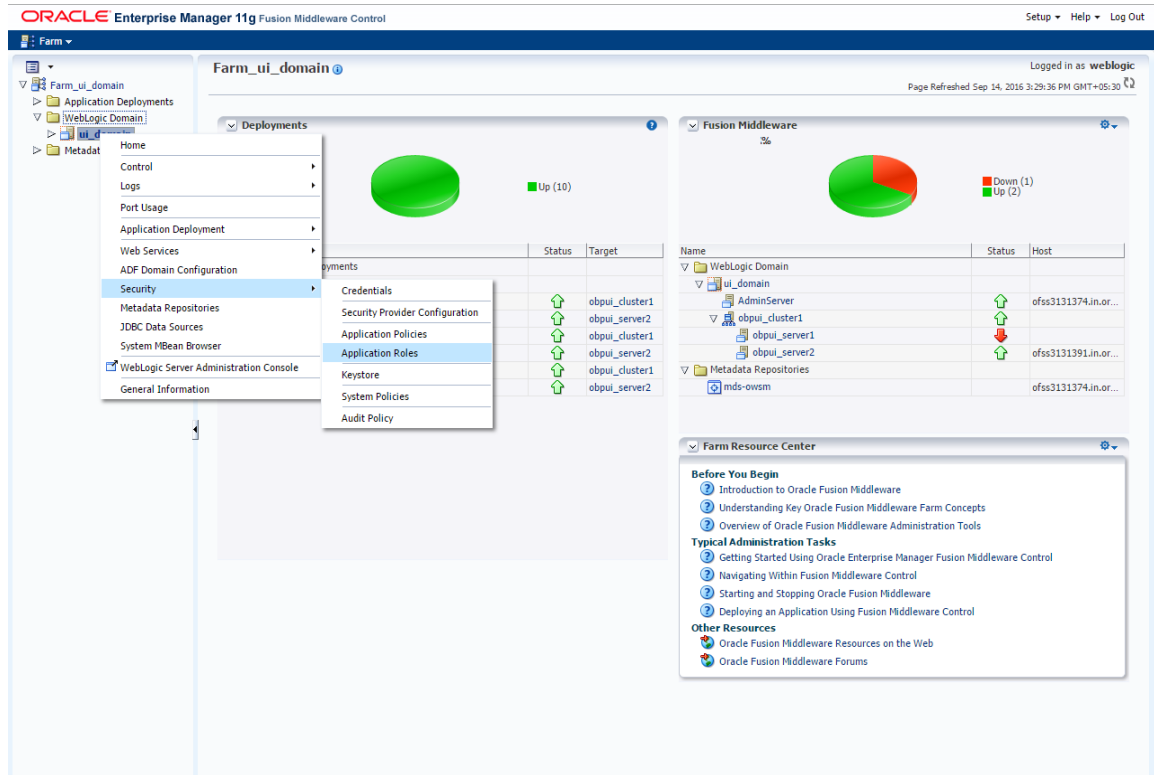 ORACLE Enterprise Manager 11g Fusion Middleware Control
Setup Help Log Out
Farm
Farm_ui_domain
Application Deployments
WebLogic Domain
Farm_ui_domain
Logged in as weblogic
Page Refreshed Sep 14, 2016 3:29:36 PM GMT+05:30
Home
Control
Logs
Port Usage
Application Deployment
Web Services
ADF Domain Configuration
Security
Metadata Repositories
JDBC Data Sources
System MBean Browser
WebLogic Server Administration Console
General Information
Credentials
Security Provider Configuration
Application Policies
Application Roles
Keystore
System Policies
Audit Policy
Deployments
Up (10)
Status Target
obpui_cluster1
obpui_server2
obpui_cluster1
obpui_server2
obpui_cluster1
obpui_server2
Fusion Middleware
Down (1)
Up (2)
Name Status Host
WebLogic Domain
ui_domain
AdminServer ofss3131374.in.or...
obpui_cluster1
obpui_server1
obpui_server2 ofss3131391.in.or...
Metadata Repositories
mds-owsm ofss3131374.in.or...
Farm Resource Center
Before You Begin
Introduction to Oracle Fusion Middleware
Understanding Key Oracle Fusion Middleware Farm Concepts
Overview of Oracle Fusion Middleware Administration Tools
Typical Administration Tasks
Getting Started Using Oracle Enterprise Manager Fusion Middleware Control
Navigating Within Fusion Middleware Control
Starting and Stopping Oracle Fusion Middleware
Deploying an Application Using Fusion Middleware Control
Other Resources
Oracle Fusion Middleware Resources on the Web
Oracle Fusion Middleware Forums